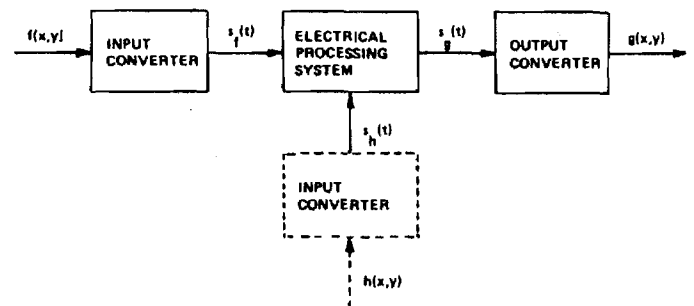 f(x,y]
INPUT
CONVERTER
s_f(t)
ELECTRICAL
PROCESSING
SYSTEM
s_g(t)
OUTPUT
CONVERTER
g(x,y)
s_h(t)
INPUT
CONVERTER
h(x,y)